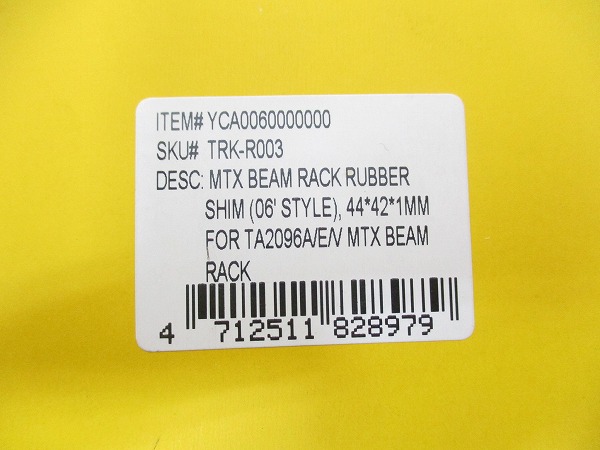 ITEM# YCA0060000000
SKU# TRK-R003
DESC: MTX BEAM RACK RUBBER
SHIM (06' STYLE), 44*42*1MM
FOR TA2096A/E/V MTX BEAM
RACK
4 712511 828979